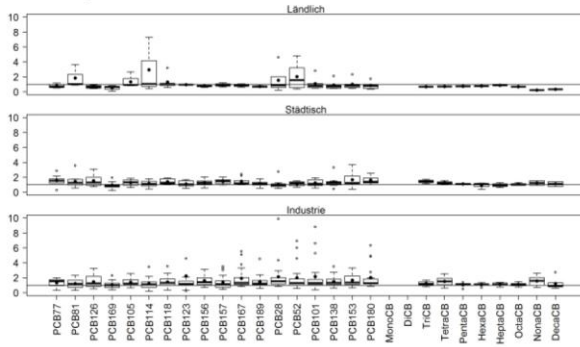 Ländlich
10
8
6
4
2
0
Städtisch
10
8
6
4
2
0
Industrie
10
8
6
4
2
0
PCB77
PCB81
PCB126
PCB169
PCB105
PCB114
PCB118
PCB123
PCB156
PCB157
PCB167
PCB189
PCB28
PCB52
PCB101
PCB138
PCB153
PCB180
MonoCB
DiCB
TriCB
TetraCB
PentaCB
HexaCB
HeptaCB
OctaCB
NonaCB
DecaCB